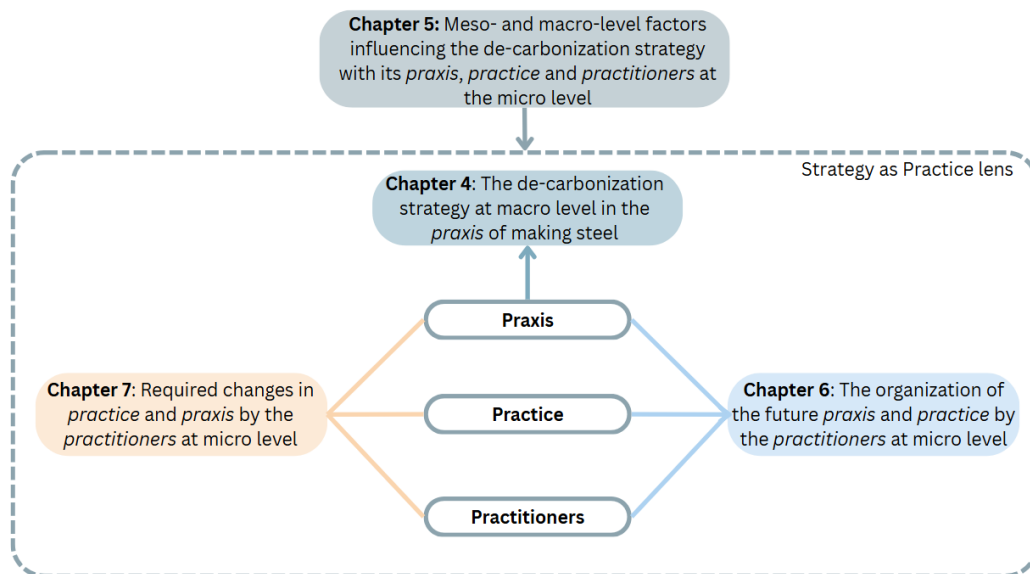 Chapter 5: Meso- and macro-level factors
influencing the de-carbonization strategy
with its praxis, practice and practitioners at
the micro level
Strategy as Practice lens
Chapter 4: The de-carbonization
strategy at macro level in the
praxis of making steel
Praxis
Chapter 7: Required changes in
practice and praxis by the
practitioners at micro level
Practice
Chapter 6: The organization of
the future praxis and practice by
the practitioners at micro level
Practitioners